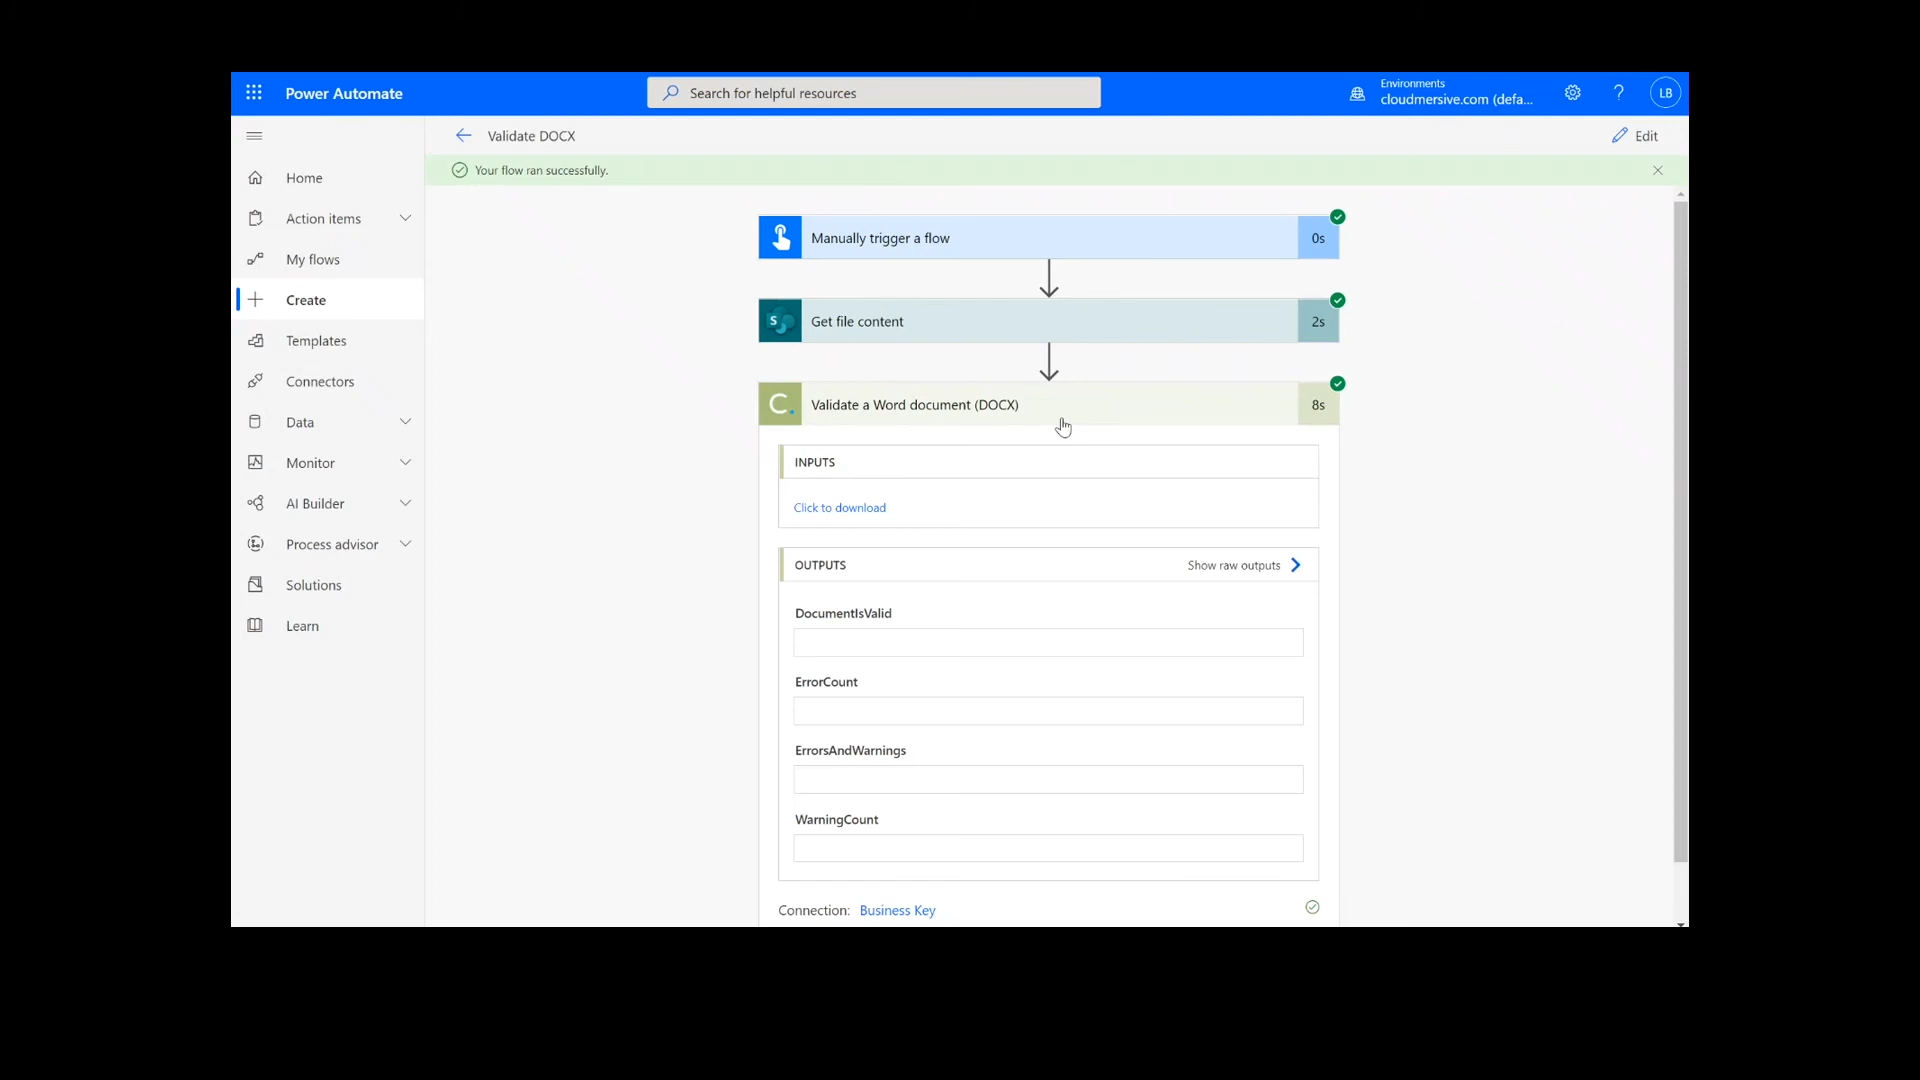 Power Automate
Search for helpful resources
Environments
cloudmersive.com (defa...
?
LB
Validate DOCX
Edit
Your flow ran successfully.
Home
Action items
My flows
Create
Templates
Connectors
Data
Monitor
AI Builder
Process advisor
Solutions
Learn
Manually trigger a flow
0s
S
Get file content
2s
C.
Validate a Word document (DOCX)
8s
INPUTS
Click to download
OUTPUTS
Show raw outputs
DocumentIsValid
ErrorCount
ErrorsAndWarnings
WarningCount
Connection: Business Key